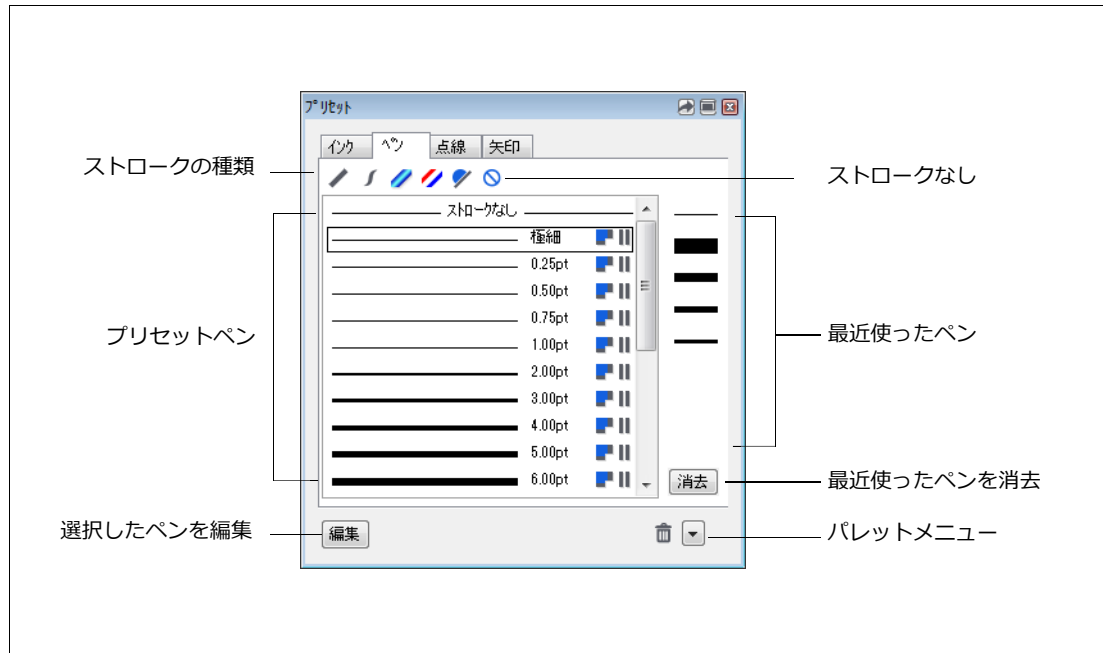 プリセット
インク ペン 点線 矢印
ストロークの種類
ストロークなし
ストロークなし
極細
0.25pt
0.50pt
0.75pt
1.00pt
2.00pt
3.00pt
4.00pt
5.00pt
6.00pt
プリセットペン
最近使ったペン
消去
最近使ったペンを消去
選択したペンを編集
編集
パレットメニュー